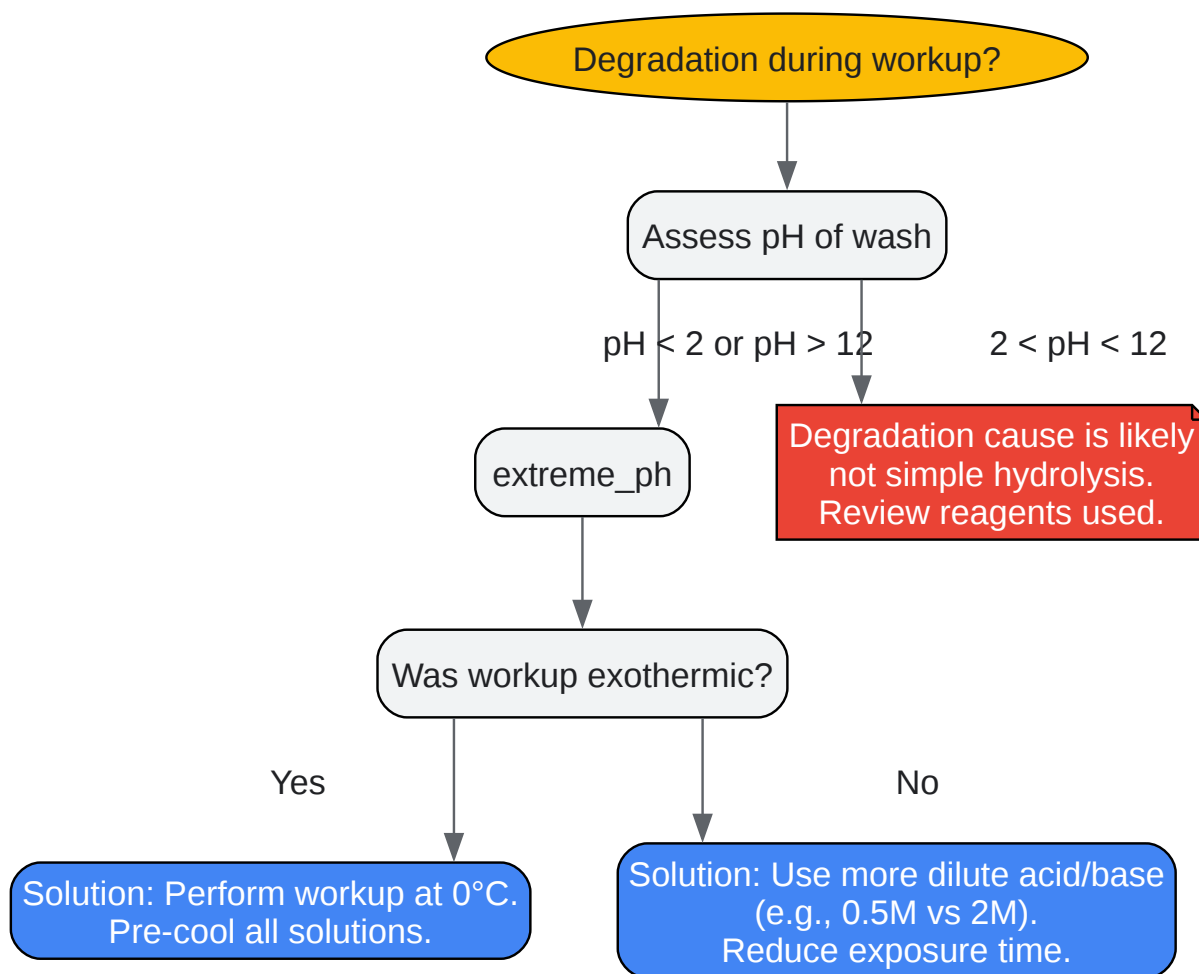 Degradation during workup?
Assess pH of wash
pH < 2 or pH > 12
2 < pH < 12
Degradation cause is likely
not simple hydrolysis.
Review reagents used.
extreme_ph
Was workup exothermic?
Yes
No
Solution: Perform workup at 0°C.
Pre-cool all solutions.
Solution: Use more dilute acid/base
(e.g., 0.5M vs 2M).
Reduce exposure time.